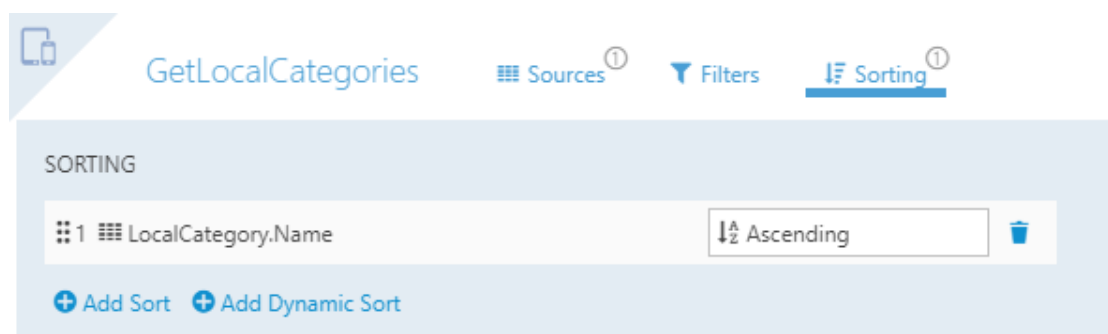 GetLocalCategories Sources 1 Filters Sorting 1
SORTING
1 LocalCategory.Name Ascending
Add Sort Add Dynamic Sort